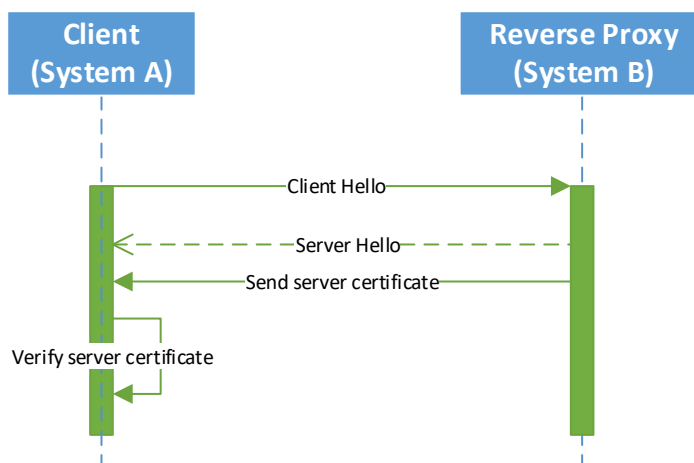 Client
(System A)
Reverse Proxy
(System B)
Client Hello
Server Hello
Send server certificate
Verify server certificate